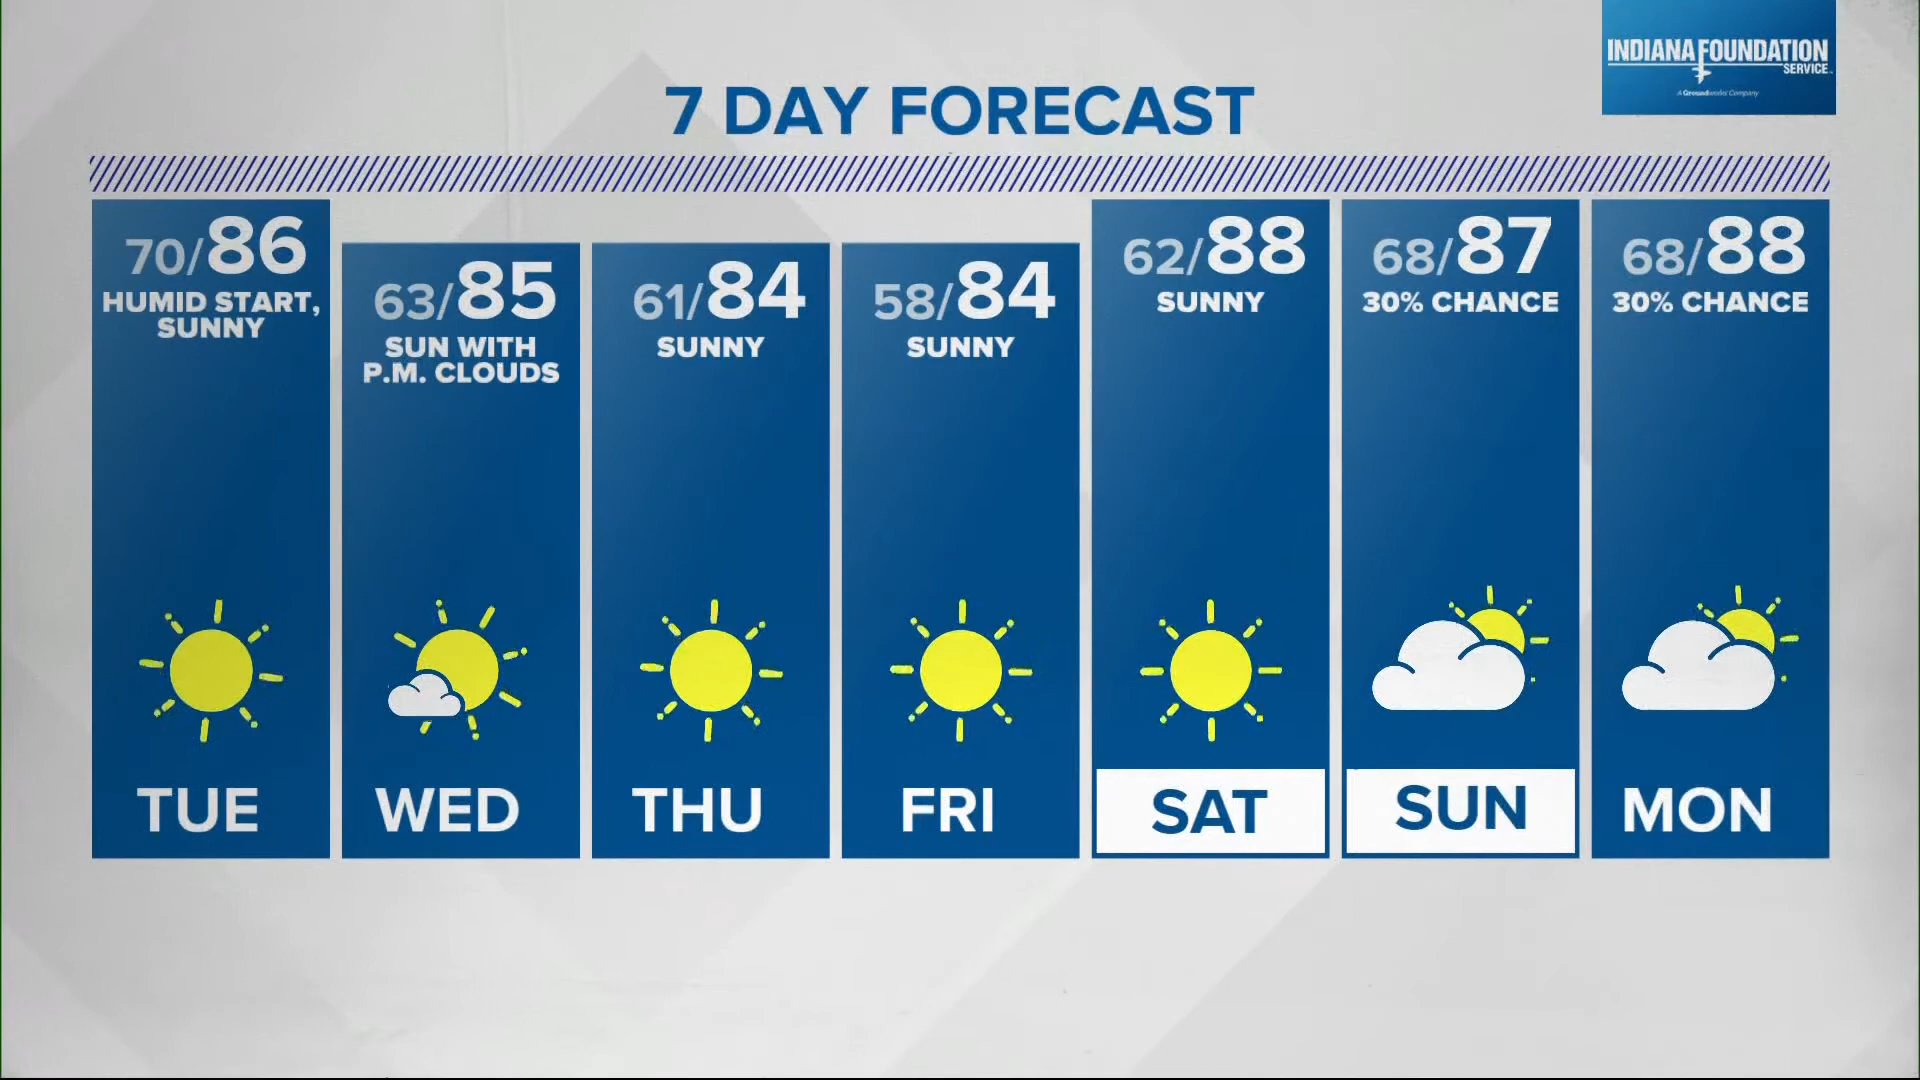 INDIANA FOUNDATION
SERVICE
A Groundworks Company
7 DAY FORECAST
70/86
HUMID START,
SUNNY
TUE
63/85
SUN WITH
P.M. CLOUDS
WED
61/84
SUNNY
THU
58/84
SUNNY
FRI
62/88
SUNNY
SAT
68/87
30% CHANCE
SUN
68/88
30% CHANCE
MON